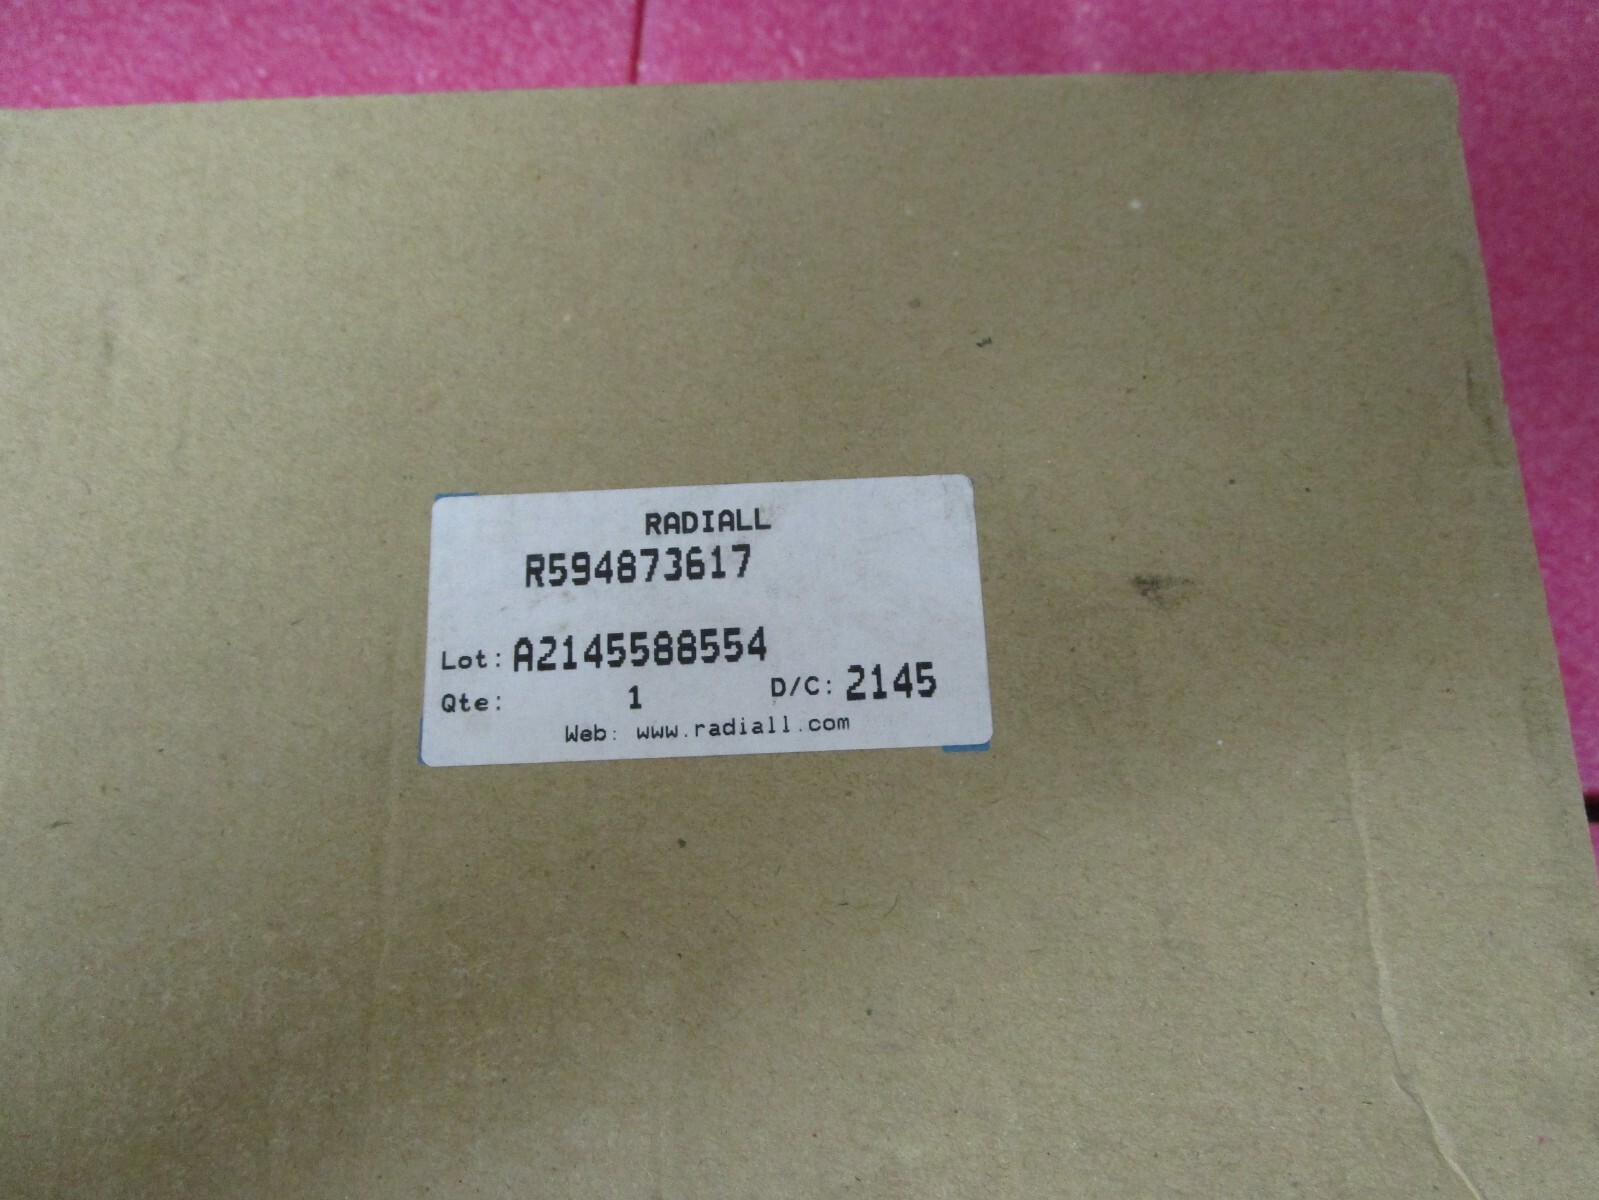 RADIALL
R594873617
Lot: A2145588554
Qte: 1 D/C: 2145
Web: www.radiall.com